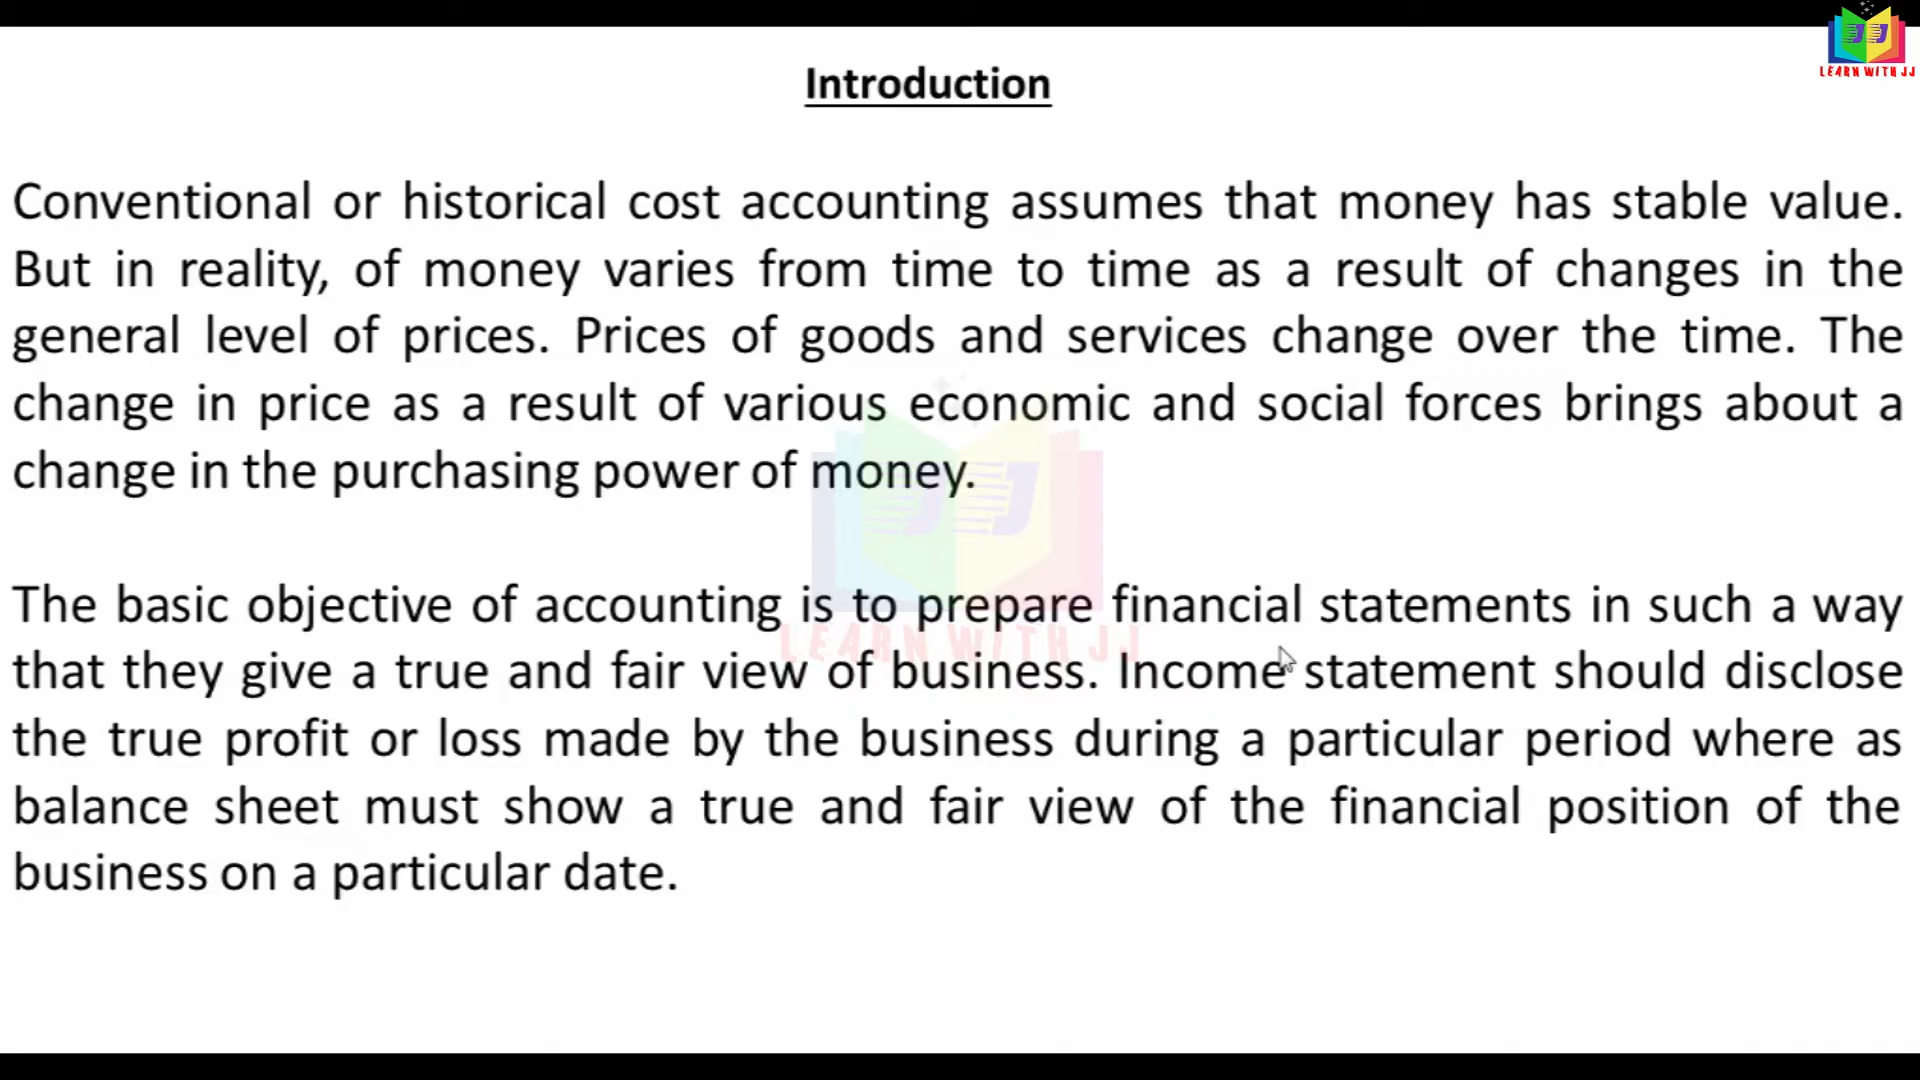 LEARN WITH JJ
Introduction
Conventional or historical cost accounting assumes that money has stable value.
But in reality, of money varies from time to time as a result of changes in the
general level of prices. Prices of goods and services change over the time. The
change in price as a result of various economic and social forces brings about a
change in the purchasing power of money.
The basic objective of accounting is to prepare financial statements in such a way
LEARN WITH JJ
that they give a true and fair view of business. Income statement should disclose
the true profit or loss made by the business during a particular period where as
balance sheet must show a true and fair view of the financial position of the
business on a particular date.